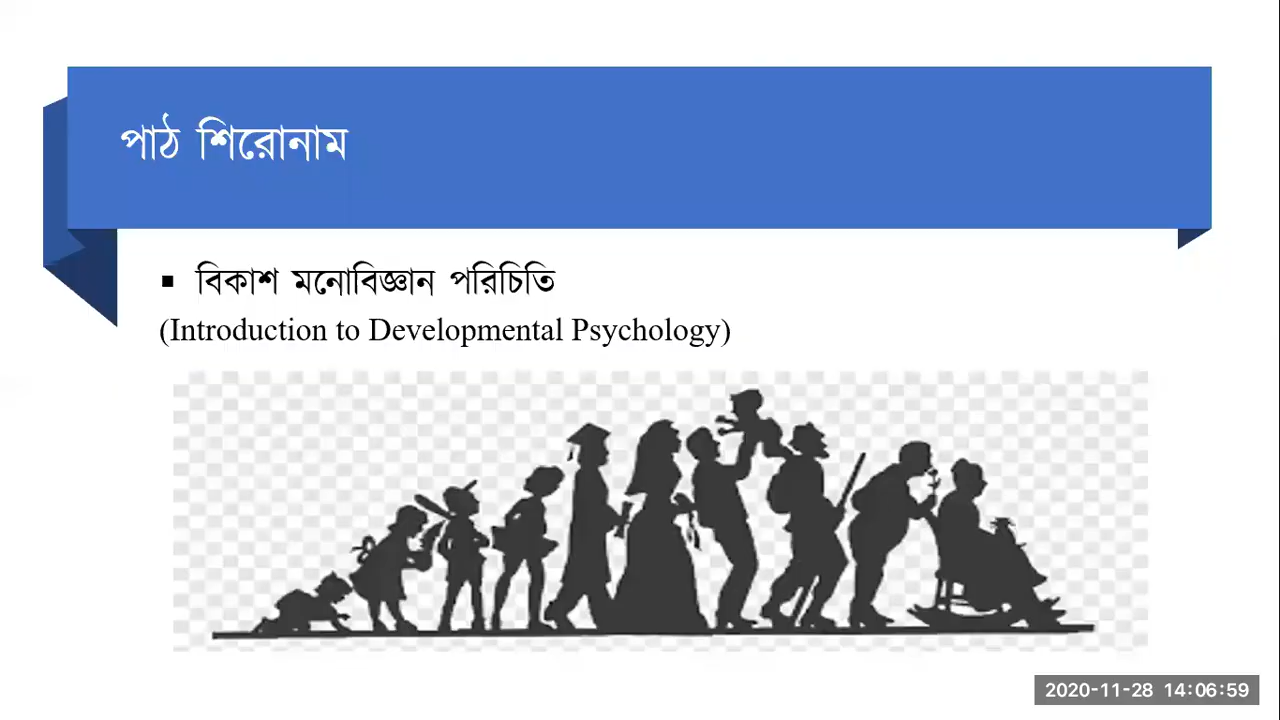 পাঠ শিরোনাম
▪ বিকাশ মনোবিজ্ঞান পরিচিতি
(Introduction to Developmental Psychology)
2020-11-28 14:06:59